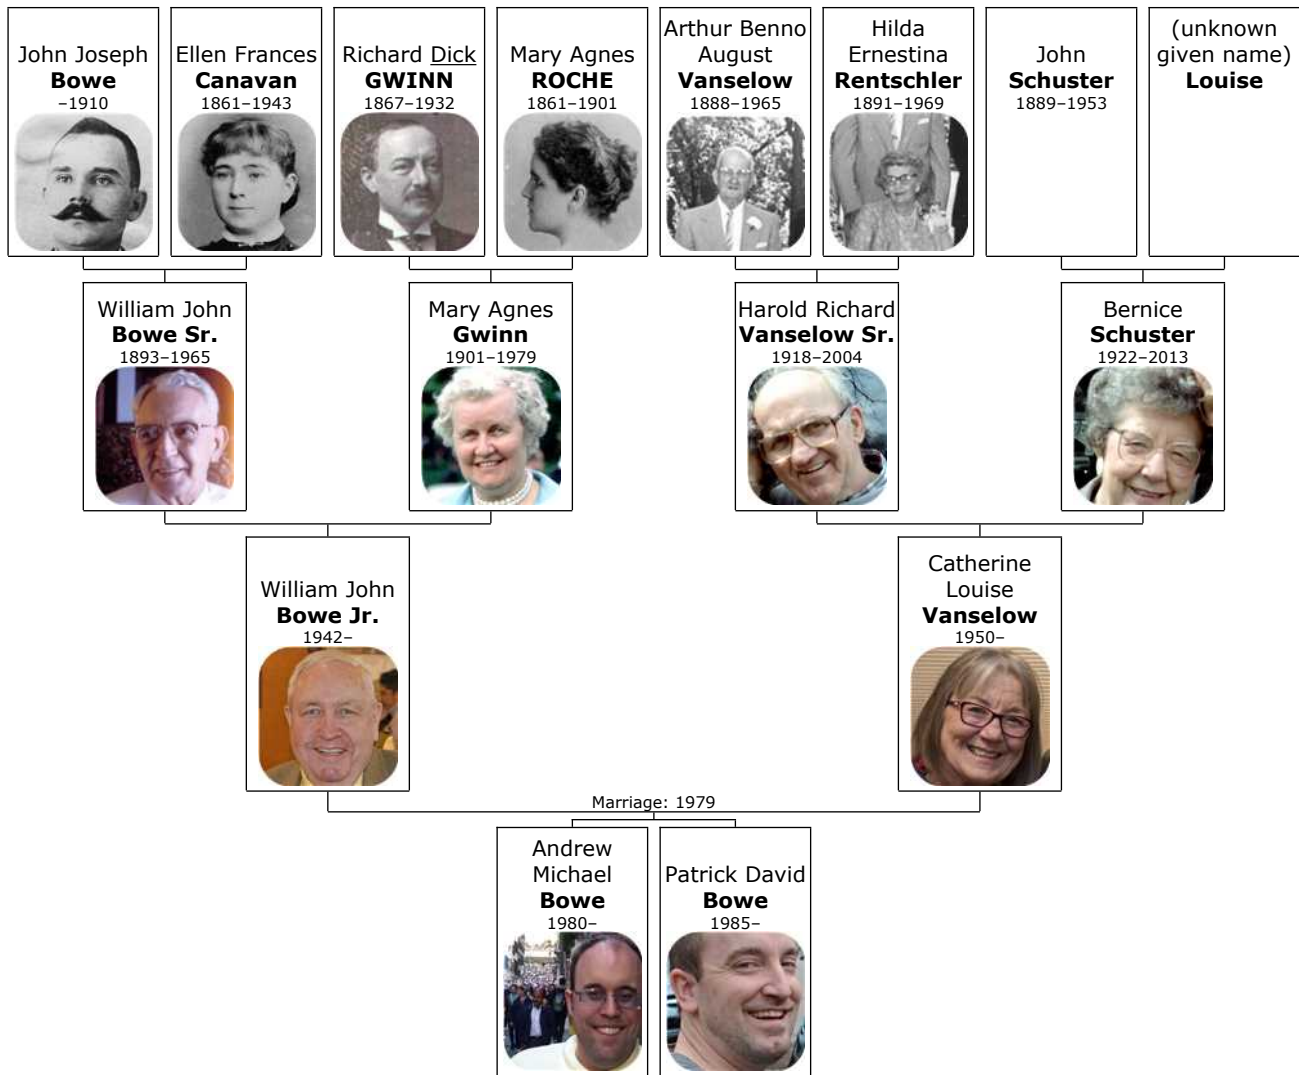 John Joseph
Bowe
–1910
Ellen Frances
Canavan
1861–1943
Richard Dick
GWINN
1867–1932
Mary Agnes
ROCHE
1861–1901
Arthur Benno
August
Vanselow
1888–1965
Hilda
Ernestina
Rentschler
1891–1969
John
Schuster
1889–1953
(unknown
given name)
Louise
William John
Bowe Sr.
1893–1965
Mary Agnes
Gwinn
1901–1979
Harold Richard
Vanselow Sr.
1918–2004
Bernice
Schuster
1922–2013
William John
Bowe Jr.
1942–
Catherine
Louise
Vanselow
1950–
Marriage: 1979
Andrew
Michael
Bowe
1980–
Patrick David
Bowe
1985–